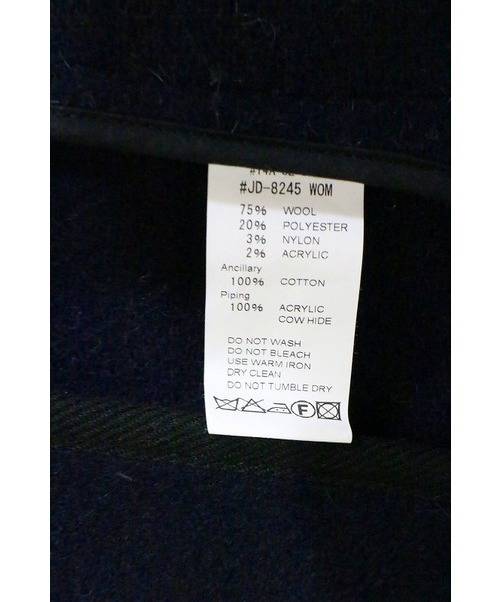 #JD-8245 WOM
75% WOOL
20% POLYESTER
3% NYLON
2% ACRYLIC
Ancillary
100% COTTON
Piping
100% ACRYLIC
COW HIDE
DO NOT WASH
DO NOT BLEACH
USE WARM IRON
DRY CLEAN
DO NOT TUMBLE DRY
F